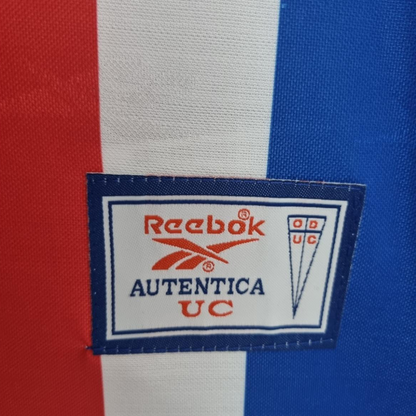 Reebok®
®
AUTENTICA
UC
O D
U C